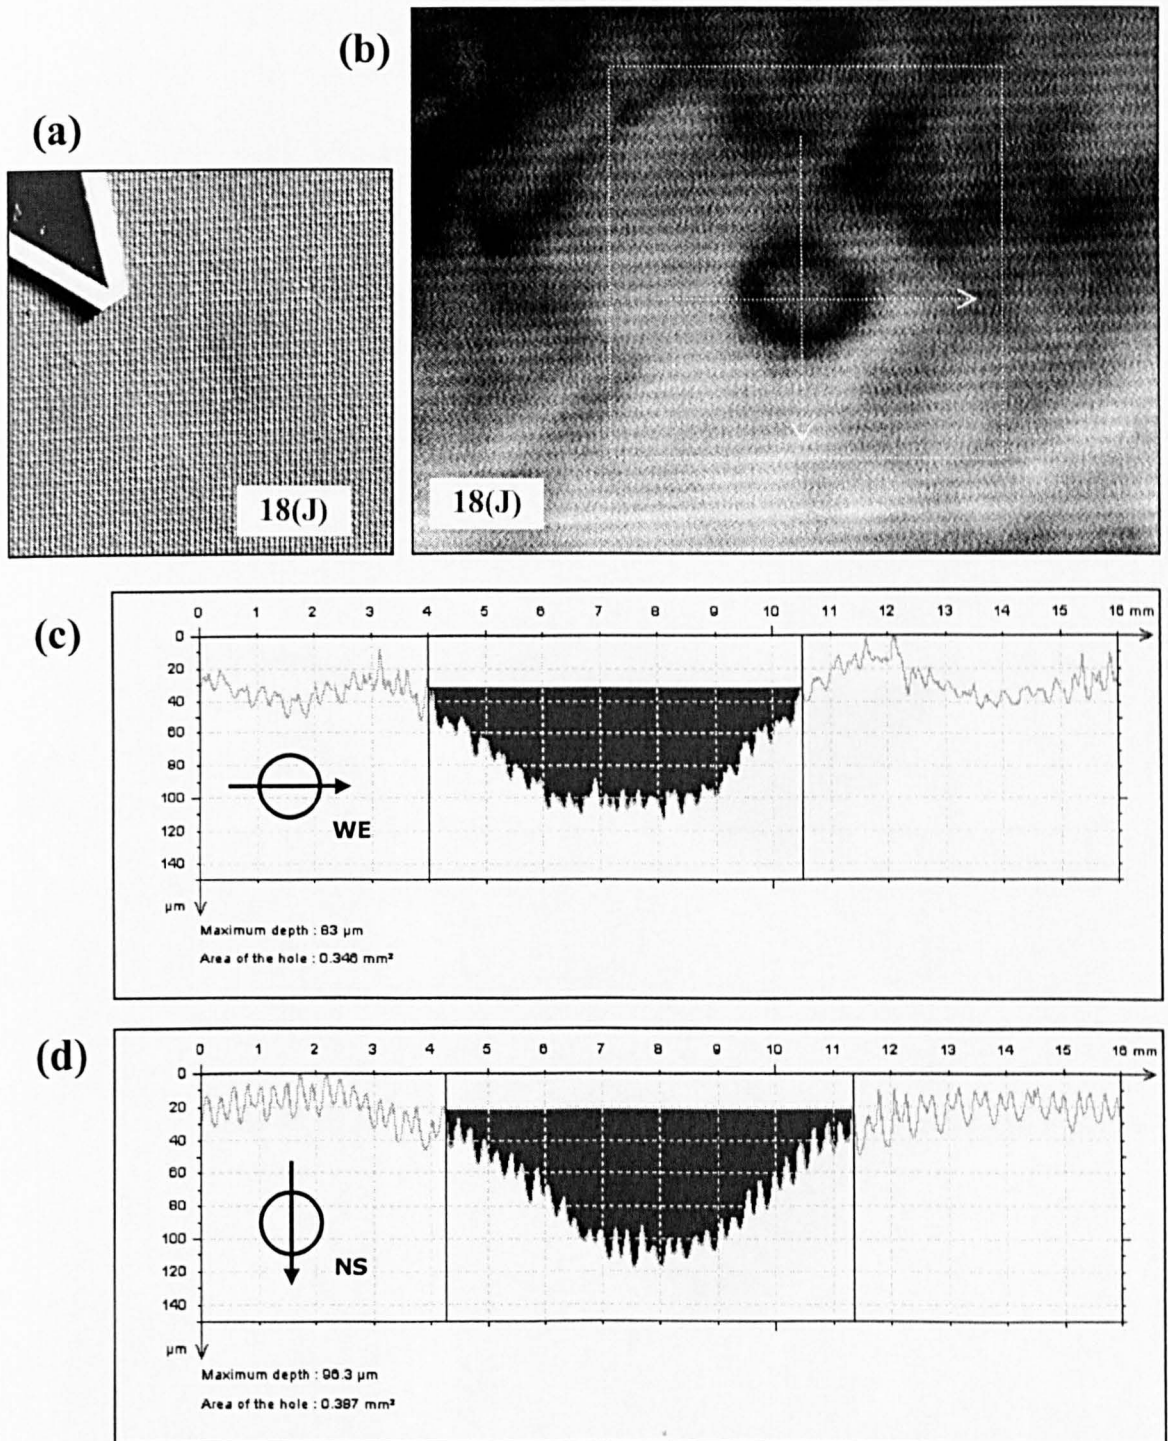 (b)
(a)
18(J)
18(J)
(c)
0 1 2 3 4 5 6 7 8 9 10 11 12 13 14 15 16 mm
0
20
40
60
80
100
120
140
µm
WE
Maximum depth : 83 µm
Area of the hole : 0.346 mm²
(d)
0 1 2 3 4 5 6 7 8 9 10 11 12 13 14 15 16 mm
0
20
40
60
80
100
120
140
µm
NS
Maximum depth : 96.3 µm
Area of the hole : 0.387 mm²